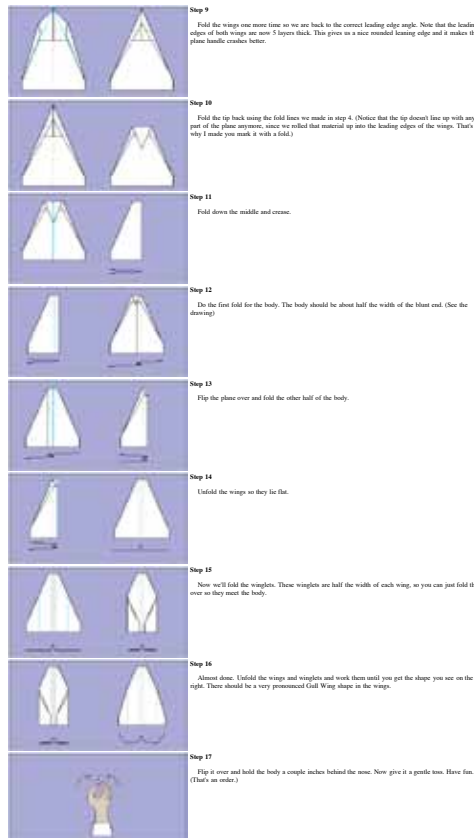 Step 9
Fold the wings one more time so we are back to the correct leading edge angle. Note that the leadin
edges of both wings are now 5 layers thick. This gives us a nice rounded leaning edge and it makes th
plane handle crashes better.
Step 10
Fold the tip back using the fold lines we made in step 4. (Notice that the tip doesn't line up with any
part of the plane anymore, since we rolled that material up into the leading edges of the wings. That's
why I made you mark it with a fold.)
Step 11
Fold down the middle and crease.
Step 12
Do the first fold for the body. The body should be about half the width of the blunt end. (See the
drawing)
Step 13
Flip the plane over and fold the other half of the body.
Step 14
Unfold the wings so they lie flat.
Step 15
Now we'll fold the winglets. These winglets are half the width of each wing, so you can just fold th
over so they meet the body.
Step 16
Almost done. Unfold the wings and winglets and work them until you get the shape you see on the
right. There should be a very pronounced Gull Wing shape in the wings.
Step 17
Flip it over and hold the body a couple inches behind the nose. Now give it a gentle toss. Have fun.
(That's an order.)